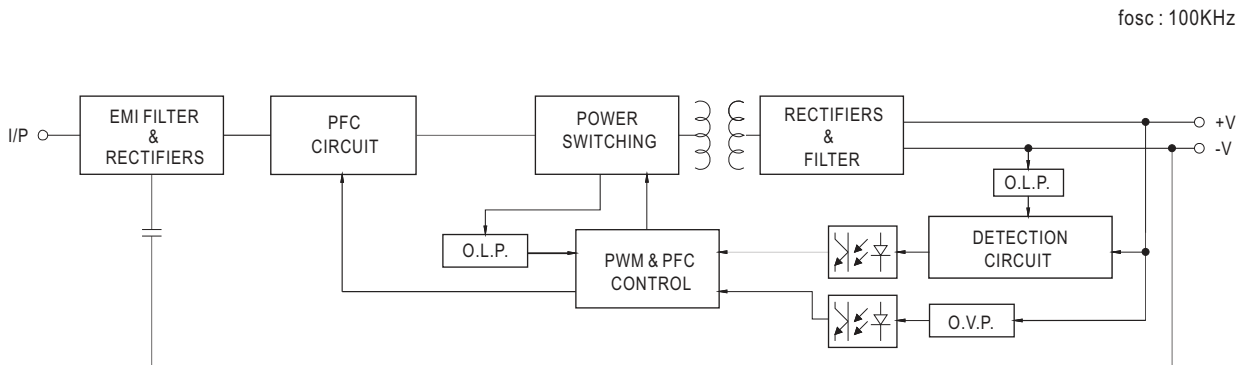 fosc : 100KHz
I/P
EMI FILTER
&
RECTIFIERS
PFC
CIRCUIT
POWER
SWITCHING
RECTIFIERS
&
FILTER
+V
-V
O.L.P.
O.L.P.
PWM & PFC
CONTROL
DETECTION
CIRCUIT
O.V.P.